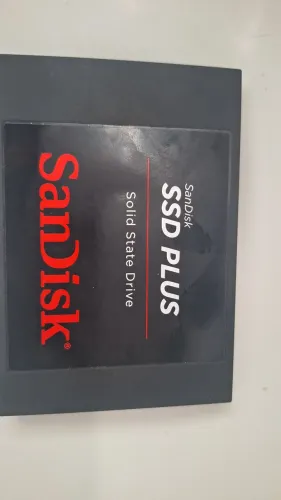 SanDisk
SSD PLUS
Solid State Drive
SanDisk®